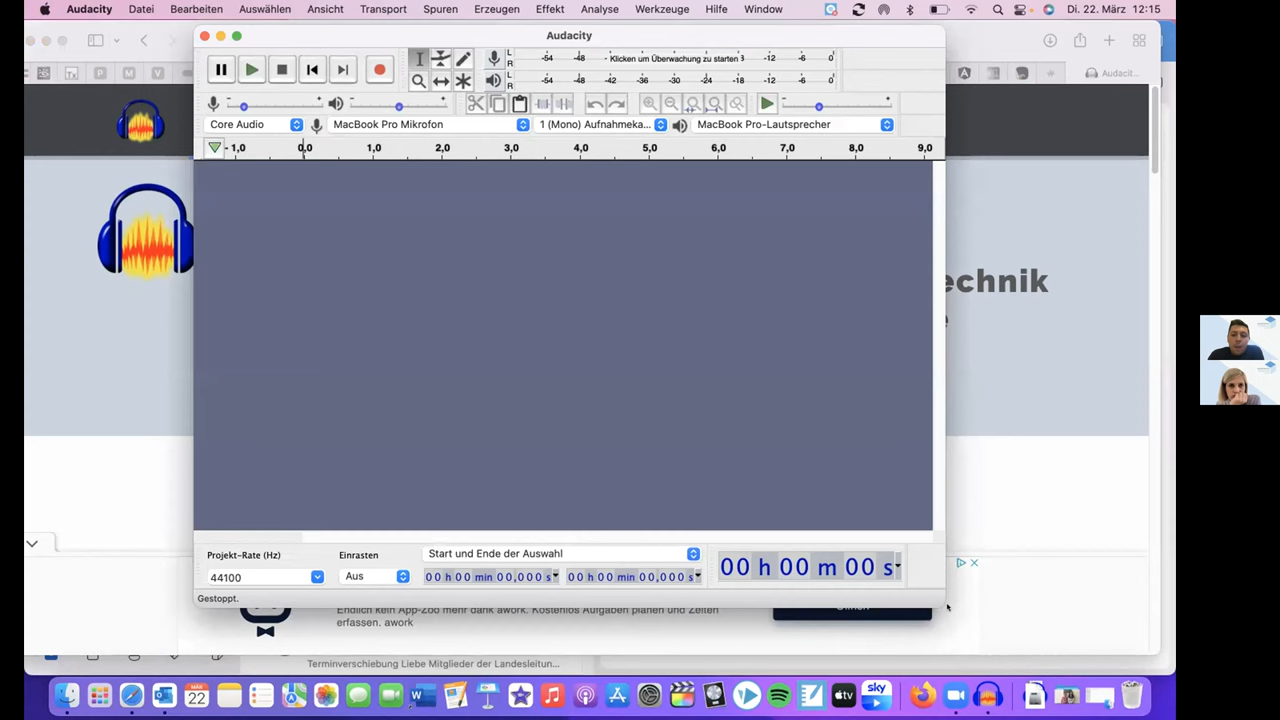 Audacity Datei Bearbeiten Auswählen Ansicht Transport Spuren Erzeugen Effekt Analyse Werkzeuge Hilfe Window Di. 22. März 12:15
Audacity
L
R
-54 -48 - Klicken um Überwachung zu starten -12 -6 0
Audacit...
L
R
-54 -48 -42 -36 -30 -24 -18 -12 -6 0
Core Audio MacBook Pro Mikrofon 1 (Mono) Aufnahmeka... MacBook Pro-Lautsprecher
- 1,0 0,0 1,0 2,0 3,0 4,0 5,0 6,0 7,0 8,0 9,0
echnik
Projekt-Rate (Hz) Einrasten Start und Ende der Auswahl
44100 Aus 00 h 00 min 00,000 s 00 h 00 min 00,000 s 00 h 00 m 00 s
Gestoppt.
Endlich kein App-Zoo mehr dank awork. Kostenlos Aufgaben planen und Zeiten
erfassen. awork
Terminverschiebung Liebe Mitglieder der Landesleitun...
MÄR
22
tv
sky